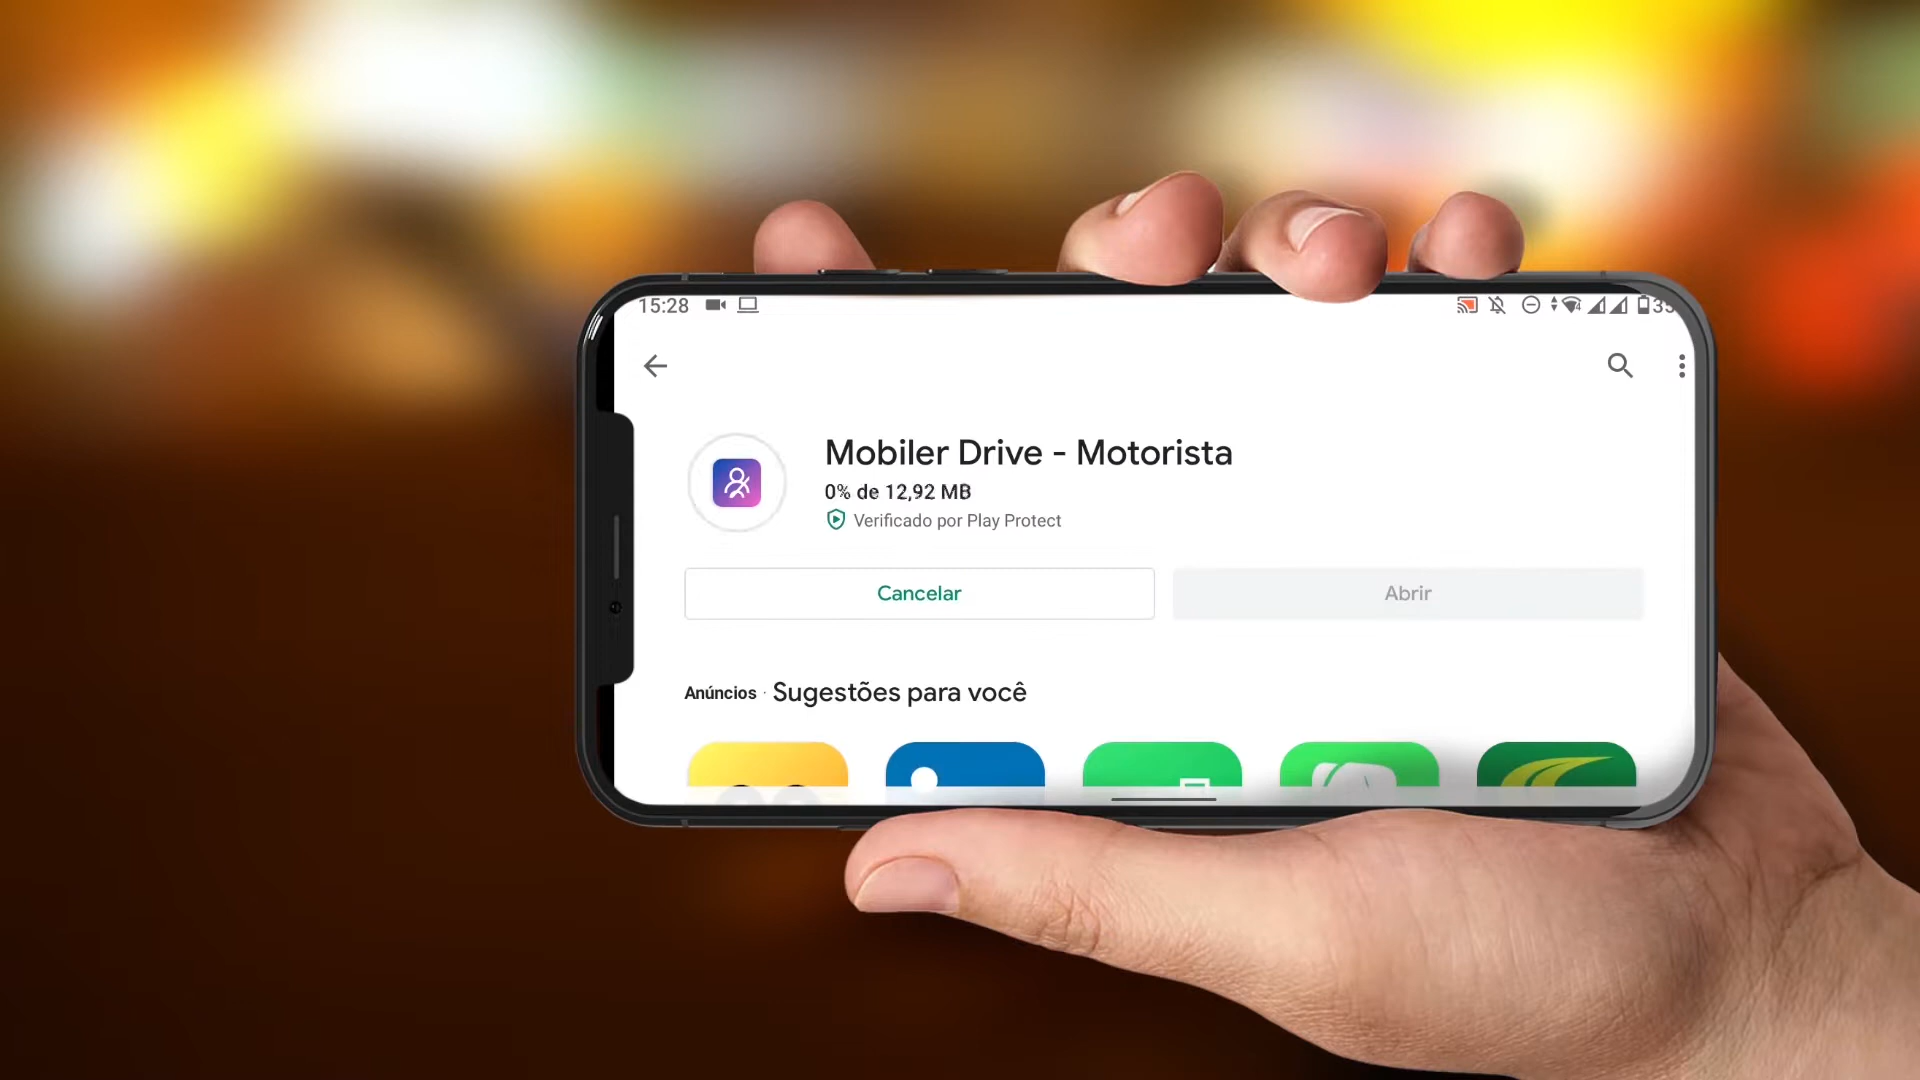 15:28
Mobiler Drive - Motorista
0% de 12,92 MB
Verificado por Play Protect
Cancelar
Abrir
Anúncios · Sugestões para você